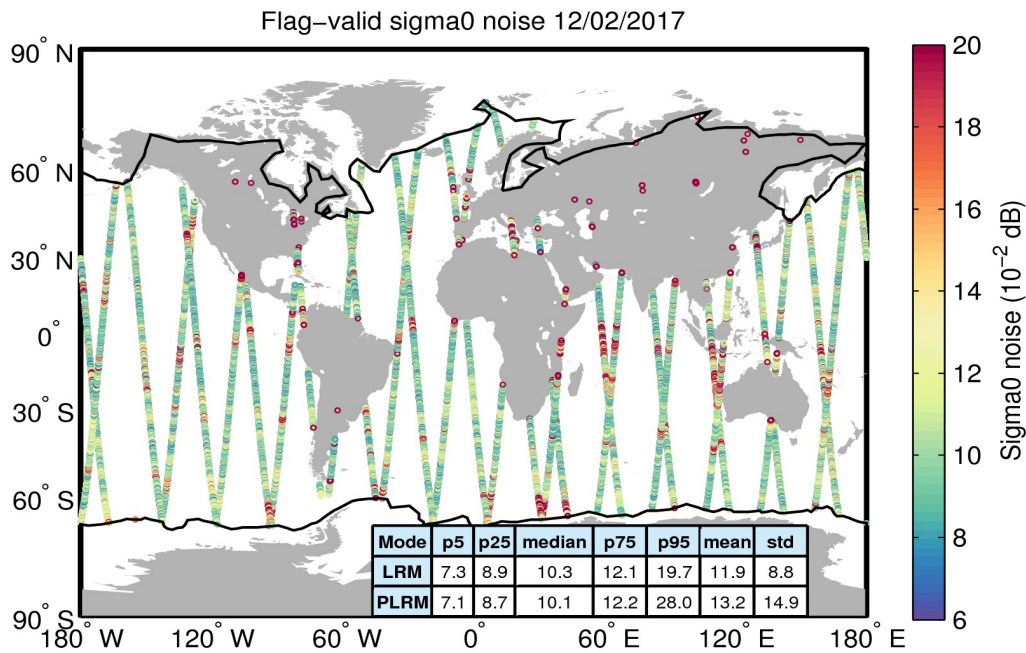 Flag−valid sigma0 noise 12/02/2017
90° N
60° N
30° N
0°
30° S
60° S
90° S
180° W
120° W
60° W
0°
60° E
120° E
180° E
20
18
16
14
12
10
8
6
Sigma0 noise (10⁻² dB)
Mode p5 p25 median p75 p95 mean std
LRM 7.3 8.9 10.3 12.1 19.7 11.9 8.8
PLRM 7.1 8.7 10.1 12.2 28.0 13.2 14.9